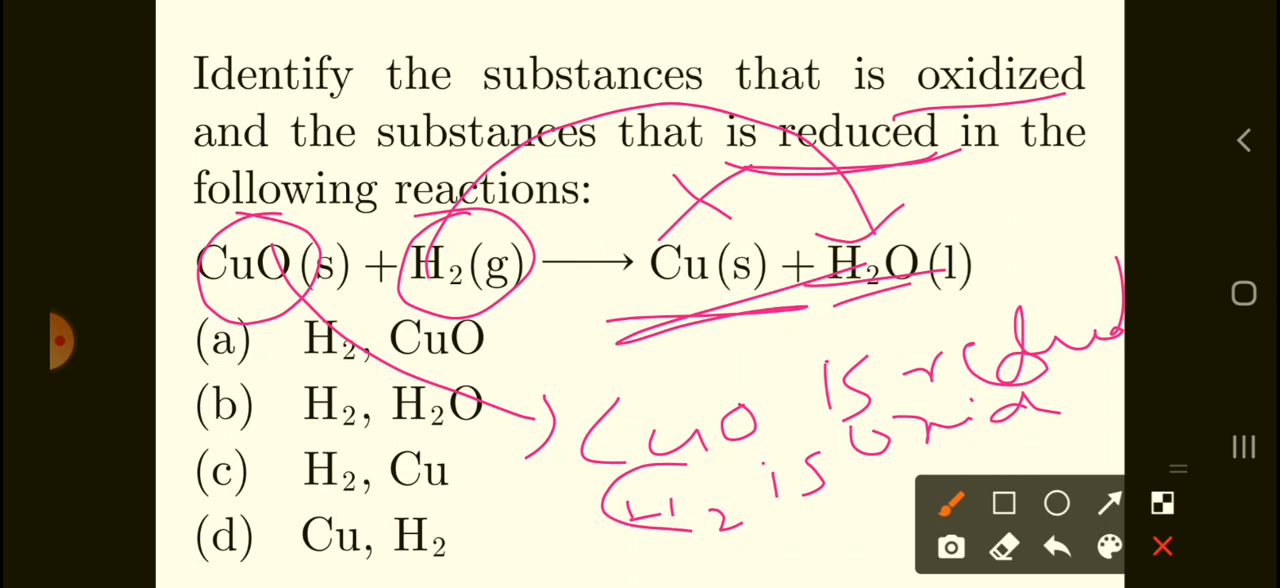 Identify the substances that is oxidized
and the substances that is reduced in the
following reactions:
CuO(s) + H₂(g) ⟶ Cu(s) + H₂O(l)
(a) H₂, CuO
(b) H₂, H₂O
(c) H₂, Cu
(d) Cu, H₂
CuO is
H₂ is oxid